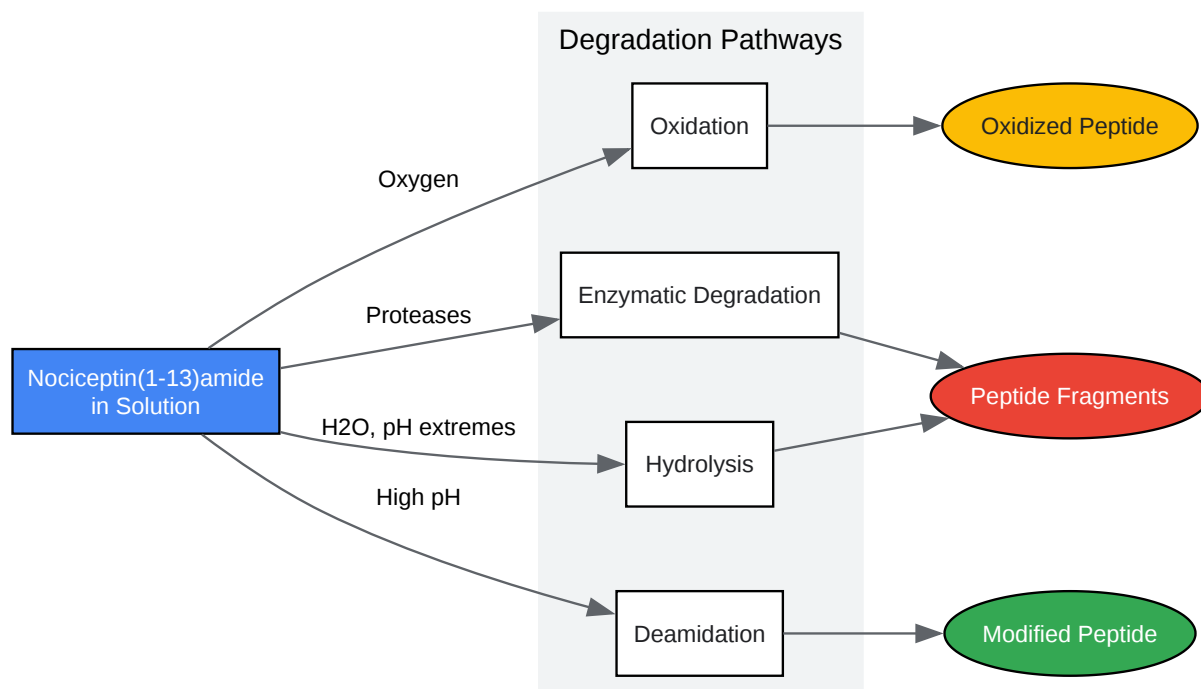 Degradation Pathways
Oxidation
Oxidized Peptide
Oxygen
Enzymatic Degradation
Proteases
Nociceptin(1-13)amide
in Solution
Peptide Fragments
H2O, pH extremes
Hydrolysis
High pH
Deamidation
Modified Peptide